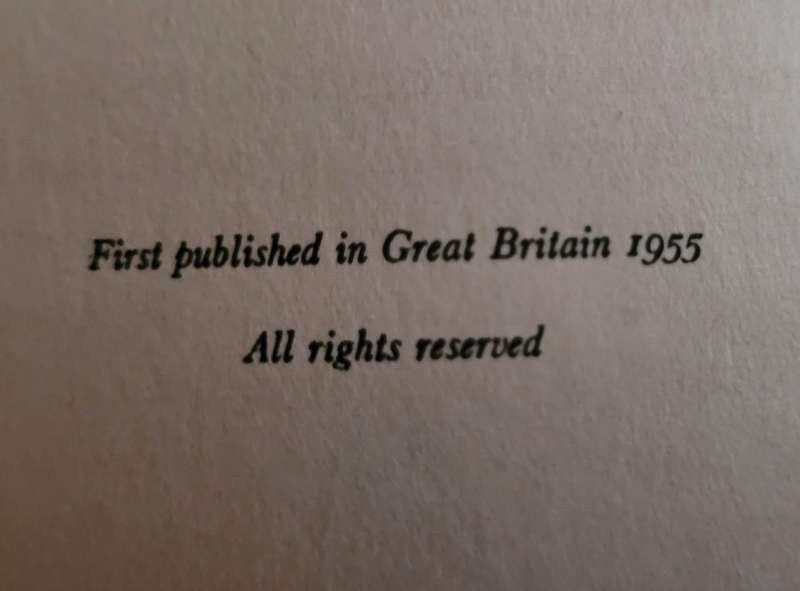 First published in Great Britain 1955
All rights reserved